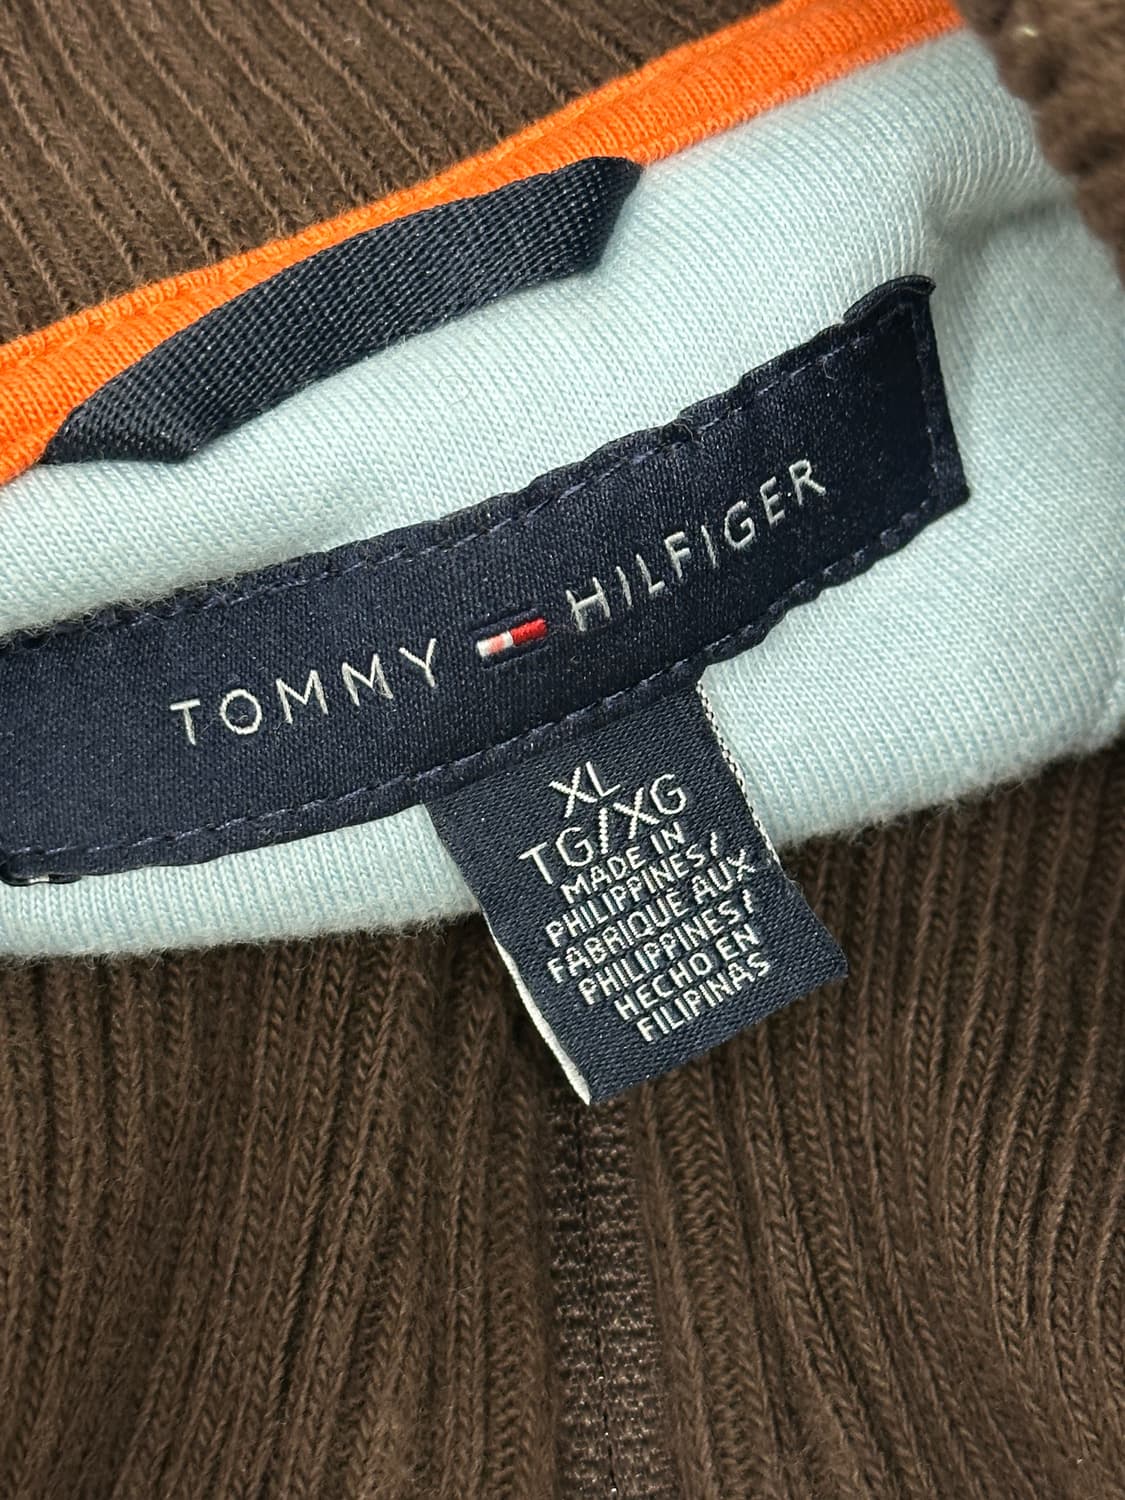 TOMMY HILFIGER
XL
TG/XG
MADE IN
PHILIPPINES/
FABRIQUE AUX
PHILIPPINES/
HECHO EN
FILIPINAS